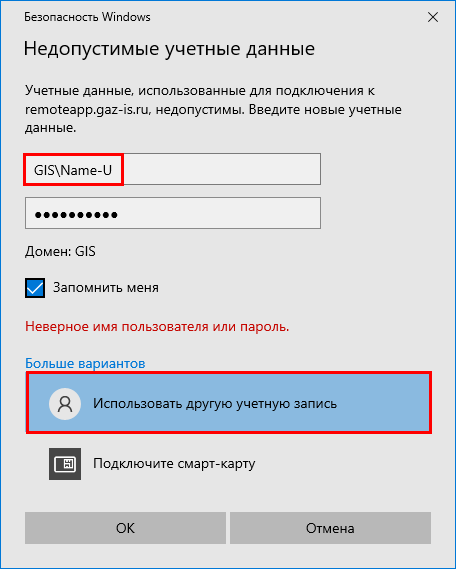 Безопасность Windows
Недопустимые учетные данные
Учетные данные, использованные для подключения к
remoteapp.gaz-is.ru, недопустимы. Введите новые учетные
данные.
GIS\Name-U
●●●●●●●●●●
Домен: GIS
Запомнить меня
Неверное имя пользователя или пароль.
Больше вариантов
Использовать другую учетную запись
Подключите смарт-карту
ОК
Отмена